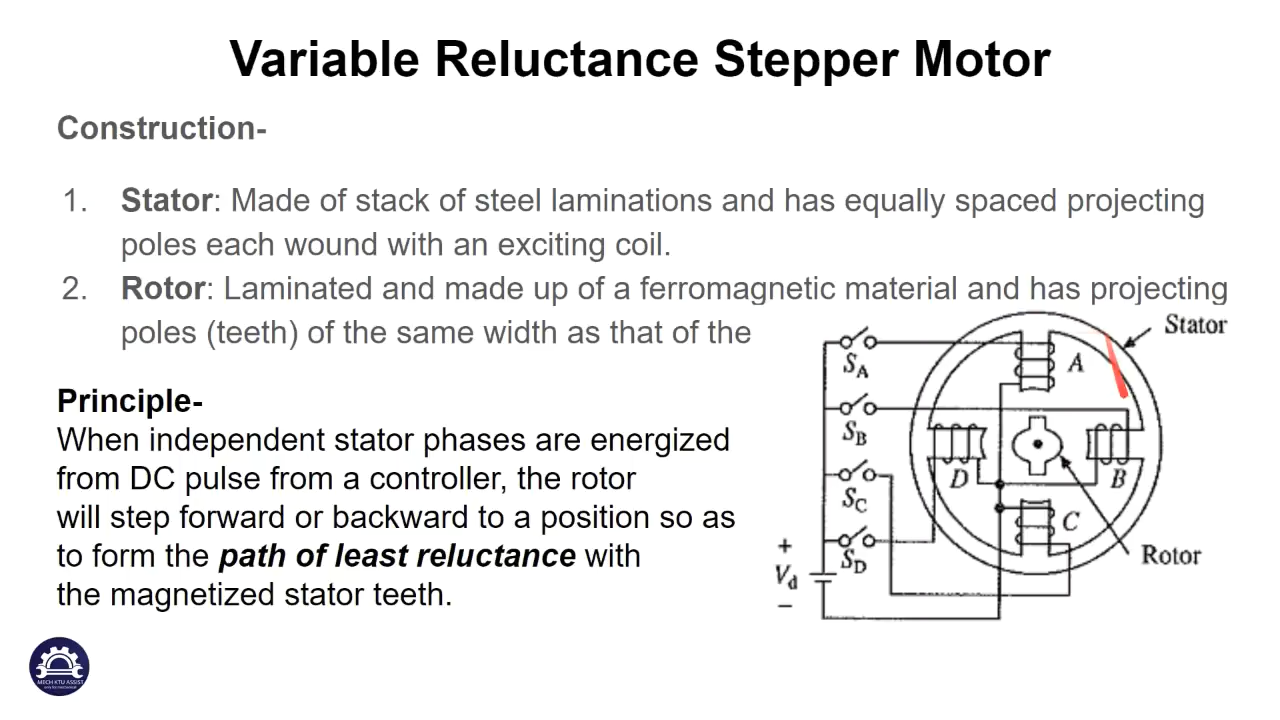 Variable Reluctance Stepper Motor
Construction-
1. Stator: Made of stack of steel laminations and has equally spaced projecting
poles each wound with an exciting coil.
2. Rotor: Laminated and made up of a ferromagnetic material and has projecting
poles (teeth) of the same width as that of the
Principle-
When independent stator phases are energized
from DC pulse from a controller, the rotor
will step forward or backward to a position so as
to form the path of least reluctance with
the magnetized stator teeth.
Stator
SA
A
SB
D
B
SC
C
SD
Rotor
+
Vd
–
MECH KTU ASSIST